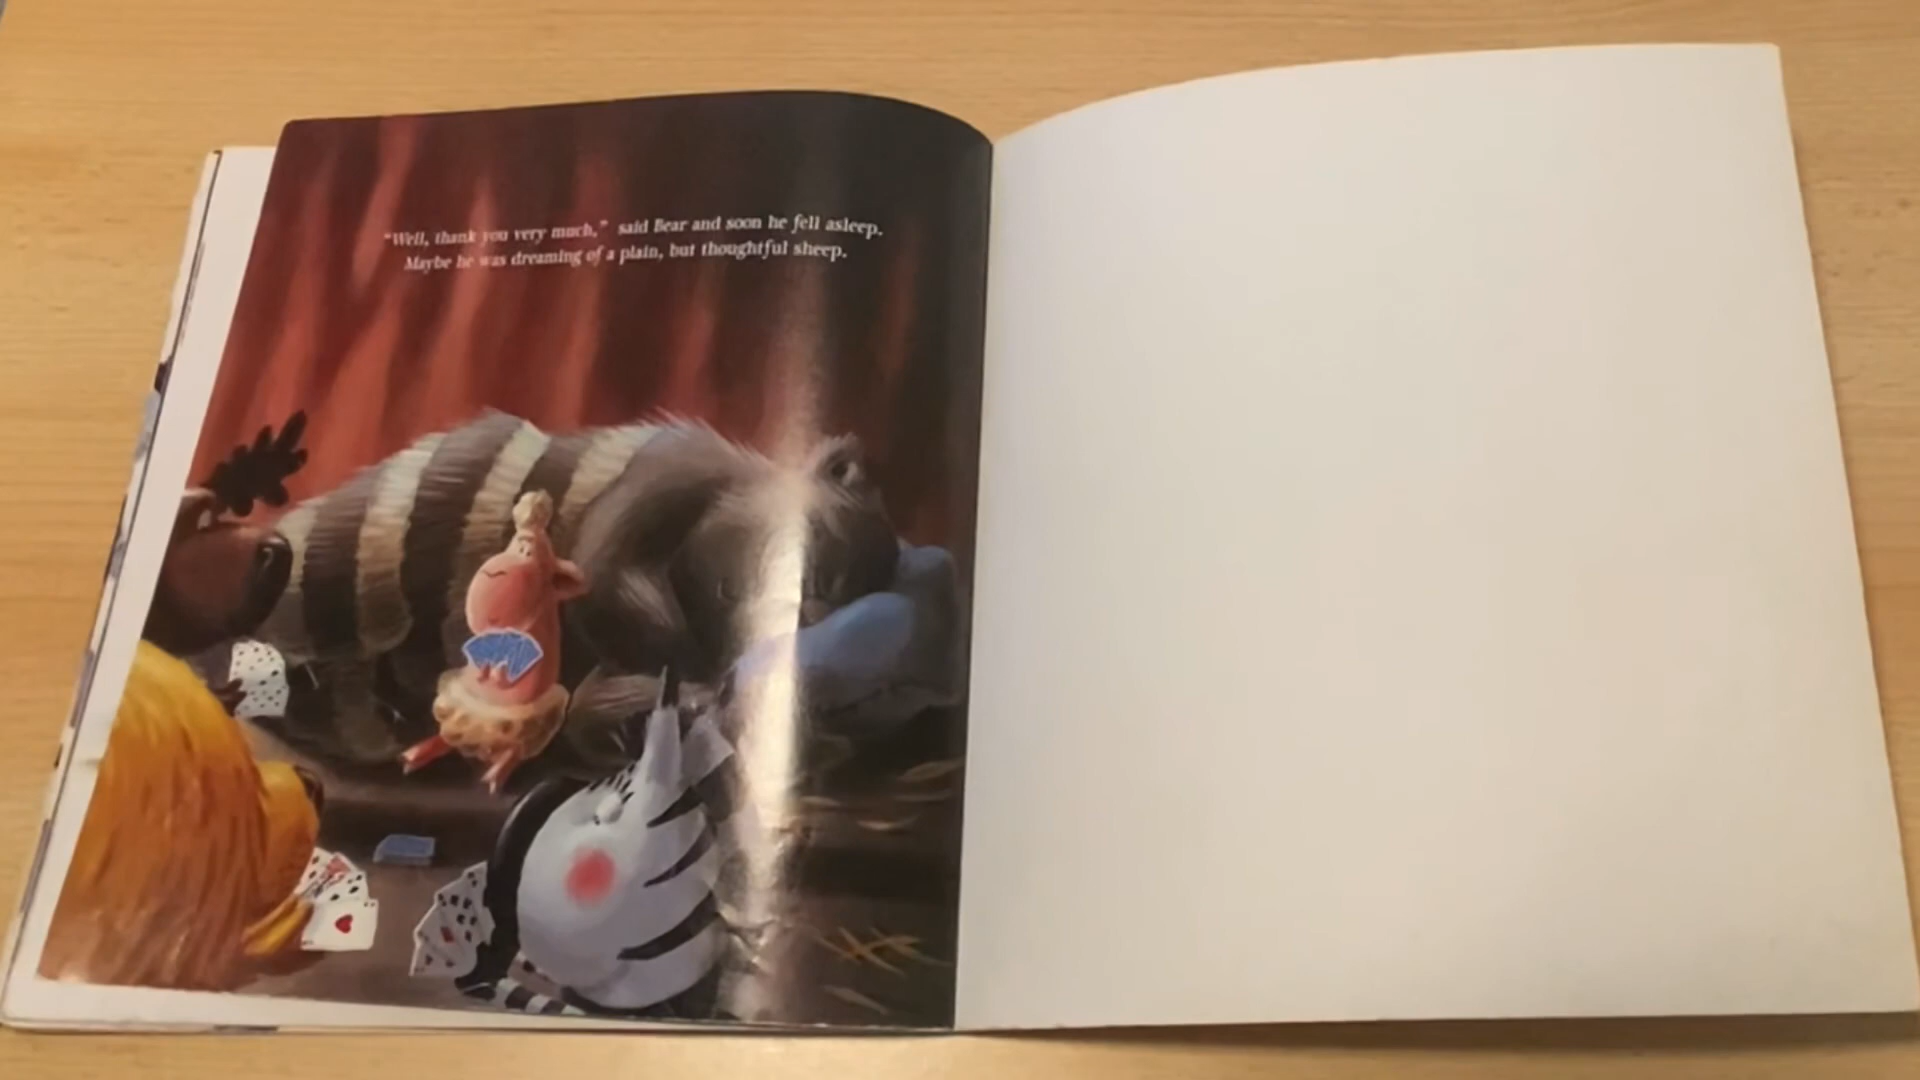 “Well, thank you very much,” said Bear and soon he fell asleep.
Maybe he was dreaming of a plain, but thoughtful sheep.